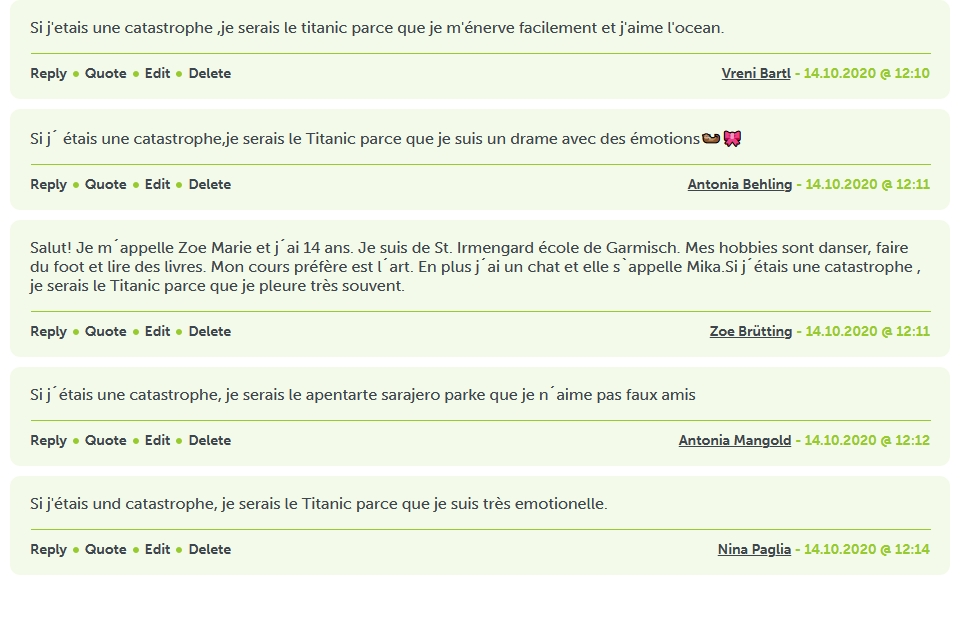 Si j'etais une catastrophe ,je serais le titanic parce que je m'énerve facilement et j'aime l'ocean.
Reply • Quote • Edit • Delete Vreni Bartl - 14.10.2020 @ 12:10
Si j´ étais une catastrophe,je serais le Titanic parce que je suis un drame avec des émotions🛶🎀
Reply • Quote • Edit • Delete Antonia Behling - 14.10.2020 @ 12:11
Salut! Je m´appelle Zoe Marie et j´ai 14 ans. Je suis de St. Irmengard école de Garmisch. Mes hobbies sont danser, faire
du foot et lire des livres. Mon cours préfère est l´art. En plus j´ai un chat et elle s`appelle Mika.Si j´étais une catastrophe ,
je serais le Titanic parce que je pleure très souvent.
Reply • Quote • Edit • Delete Zoe Brütting - 14.10.2020 @ 12:11
Si j´étais une catastrophe, je serais le apentarte sarajero parke que je n´aime pas faux amis
Reply • Quote • Edit • Delete Antonia Mangold - 14.10.2020 @ 12:12
Si j'étais und catastrophe, je serais le Titanic parce que je suis très emotionelle.
Reply • Quote • Edit • Delete Nina Paglia - 14.10.2020 @ 12:14